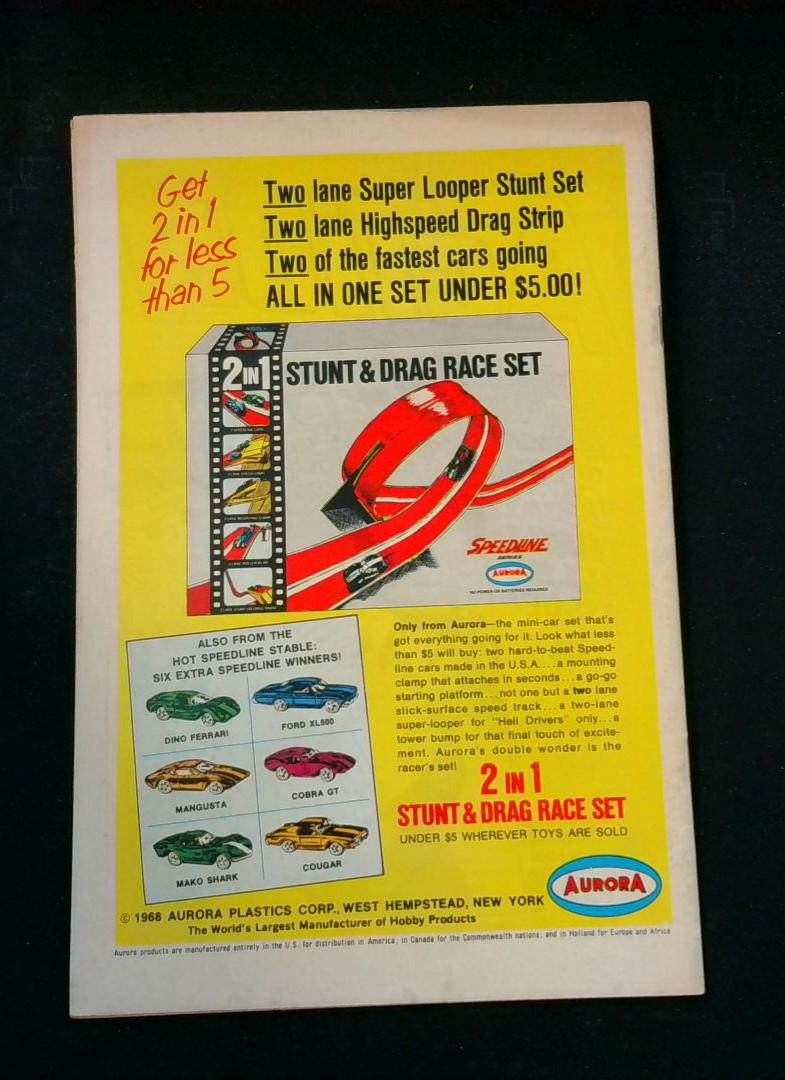 Get
2 in 1
for less
than 5
Two lane Super Looper Stunt Set
Two lane Highspeed Drag Strip
Two of the fastest cars going
ALL IN ONE SET UNDER $5.00!
2 IN 1
STUNT & DRAG RACE SET
SPEEDLINE
SERIES
AURORA
NO POWER OR BATTERIES REQUIRED
ALSO FROM THE
HOT SPEEDLINE STABLE:
SIX EXTRA SPEEDLINE WINNERS!
DINO FERRARI
FORD XL500
MANGUSTA
COBRA GT
MAKO SHARK
COUGAR
Only from Aurora—the mini-car set that's
got everything going for it. Look what less
than $5 will buy: two hard-to-beat Speed-
line cars made in the U.S.A....a mounting
clamp that attaches in seconds...a go-go
starting platform...not one but a two lane
slick-surface speed track...a two-lane
super-looper for "Hell Drivers" only...a
tower bump for that final touch of excite-
ment. Aurora's double wonder is the
racer's set!
2 IN 1
STUNT & DRAG RACE SET
UNDER $5 WHEREVER TOYS ARE SOLD
AURORA
© 1968 AURORA PLASTICS CORP., WEST HEMPSTEAD, NEW YORK
The World's Largest Manufacturer of Hobby Products
Aurora products are manufactured entirely in the U.S. for distribution in America; in Canada for the Commonwealth nations; and in Holland for Europe and Africa